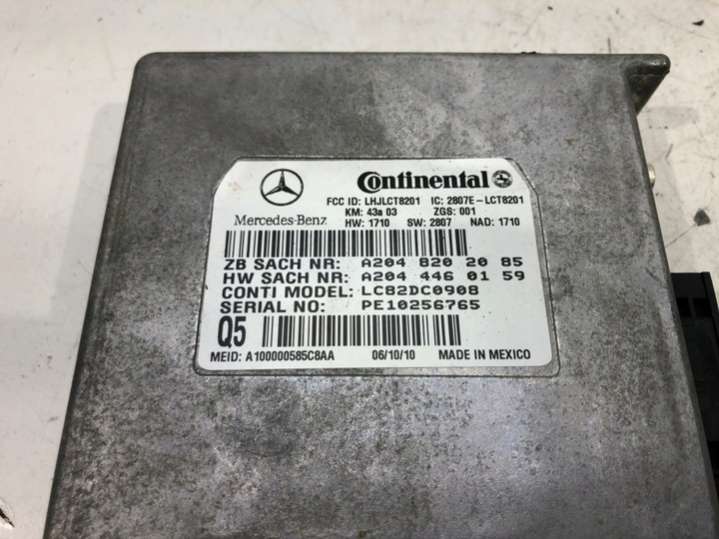 Mercedes-Benz
Continental
FCC ID: LHJLCT8201 IC: 2807E-LCT8201
KM: 43a 03 ZGS: 001
HW: 1710 SW: 2807 NAD: 1710
ZB SACH NR: A204 820 20 85
HW SACH NR: A204 446 01 59
CONTI MODEL: LC82DC0908
SERIAL NO: PE10256765
Q5
MEID: A100000585C8AA 06/10/10 MADE IN MEXICO